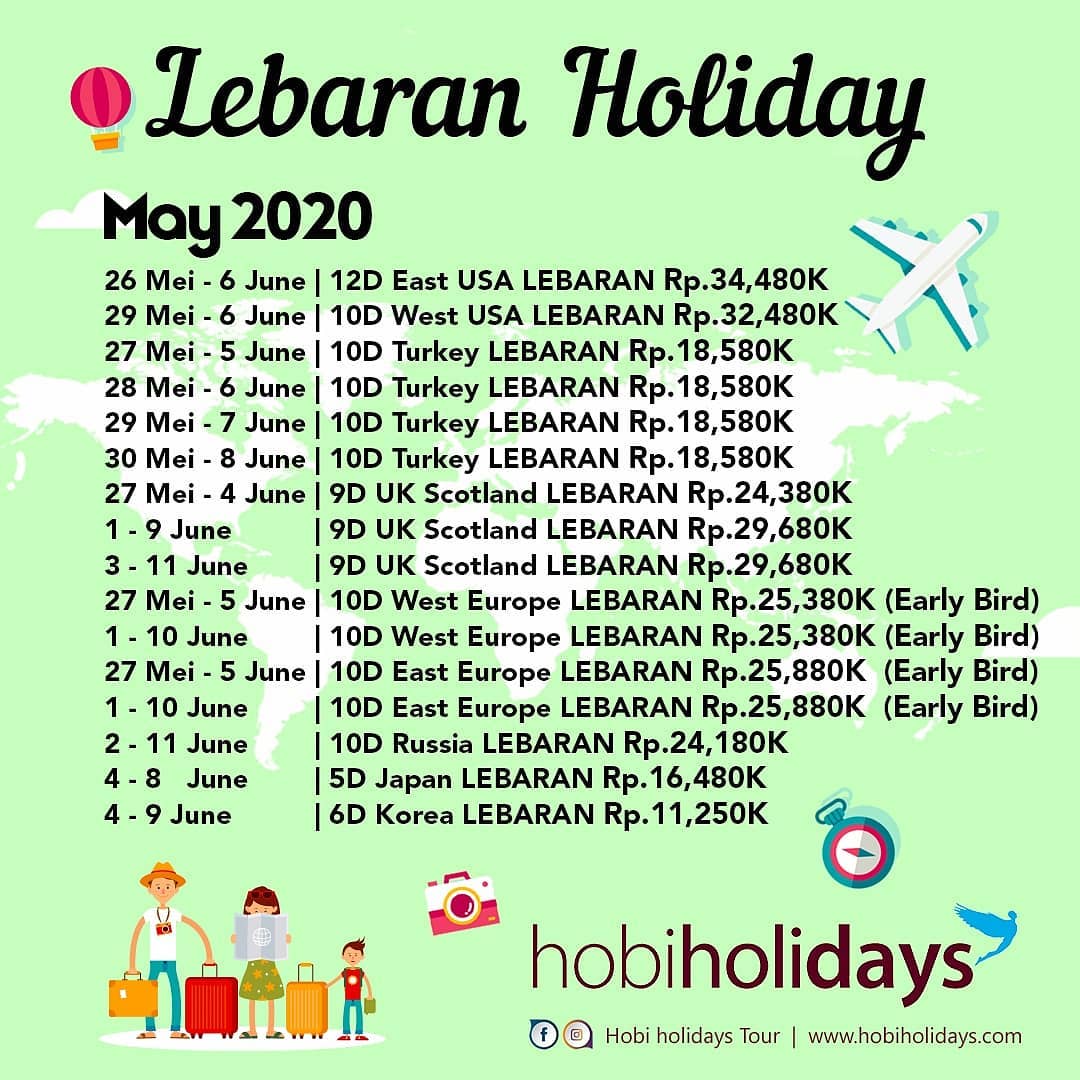 Lebaran Holiday
May 2020
26 Mei - 6 June | 12D East USA LEBARAN Rp.34,480K
29 Mei - 6 June | 10D West USA LEBARAN Rp.32,480K
27 Mei - 5 June | 10D Turkey LEBARAN Rp.18,580K
28 Mei - 6 June | 10D Turkey LEBARAN Rp.18,580K
29 Mei - 7 June | 10D Turkey LEBARAN Rp.18,580K
30 Mei - 8 June | 10D Turkey LEBARAN Rp.18,580K
27 Mei - 4 June | 9D UK Scotland LEBARAN Rp.24,380K
1 - 9 June | 9D UK Scotland LEBARAN Rp.29,680K
3 - 11 June | 9D UK Scotland LEBARAN Rp.29,680K
27 Mei - 5 June | 10D West Europe LEBARAN Rp.25,380K (Early Bird)
1 - 10 June | 10D West Europe LEBARAN Rp.25,380K (Early Bird)
27 Mei - 5 June | 10D East Europe LEBARAN Rp.25,880K (Early Bird)
1 - 10 June | 10D East Europe LEBARAN Rp.25,880K (Early Bird)
2 - 11 June | 10D Russia LEBARAN Rp.24,180K
4 - 8 June | 5D Japan LEBARAN Rp.16,480K
4 - 9 June | 6D Korea LEBARAN Rp.11,250K
hobiholidays
Hobi holidays Tour | www.hobiholidays.com